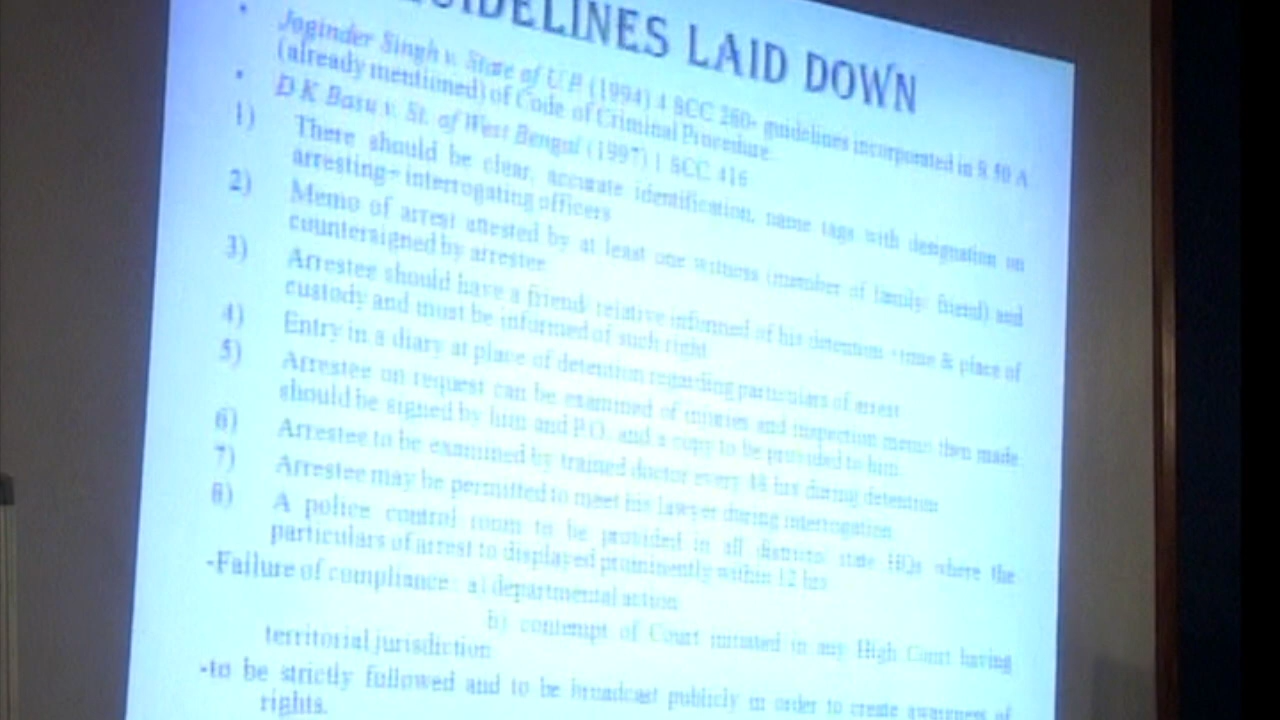 GUIDELINES LAID DOWN
• Joginder Singh v. State of U.P. (1994) 4 SCC 260- guidelines incorporated in S.50 A
(already mentioned) of Code of Criminal Procedure.
• D K Basu v. St. of West Bengal (1997) 1 SCC 416
1) There should be clear, accurate identification, name tags with designation on
arresting- interrogating officers
2) Memo of arrest attested by at least one witness (member of family/ friend) and
countersigned by arrestee
3) Arrestee should have a friend/ relative informed of his detention -time & place of
custody and must be informed of such right
4) Entry in a diary at place of detention regarding particulars of arrest
5) Arrestee on request can be examined of injuries and inspection memo then made
should be signed by him and P.O. and a copy to be provided to him.
6) Arrestee to be examined by trained doctor every 48 hrs during detention
7) Arrestee may be permitted to meet his lawyer during interrogation
8) A police control room to be provided in all districts/ state HQs where the
particulars of arrest to displayed prominently within 12 hrs
-Failure of compliance: a) departmental action
b) contempt of Court initiated in any High Court having
territorial jurisdiction
-to be strictly followed and to be broadcast publicly in order to create awareness of
rights.